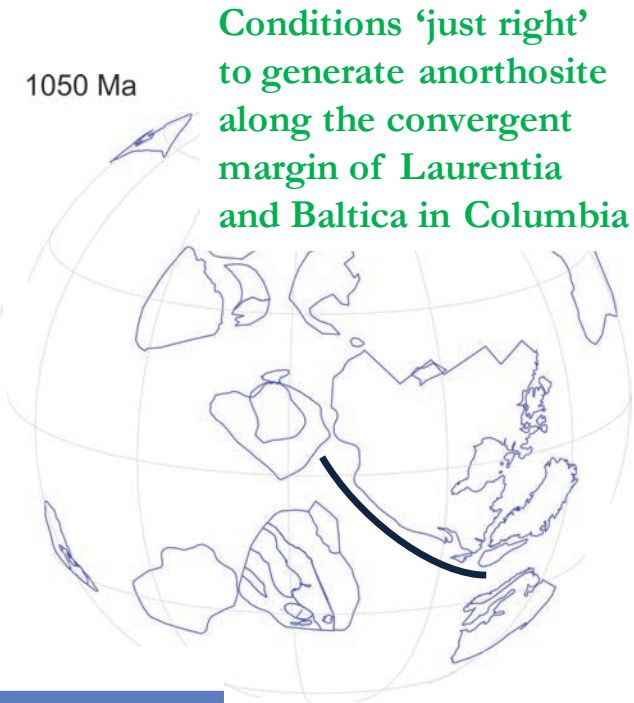 Conditions ‘just right’
to generate anorthosite
along the convergent
margin of Laurentia
and Baltica in Columbia
1050 Ma